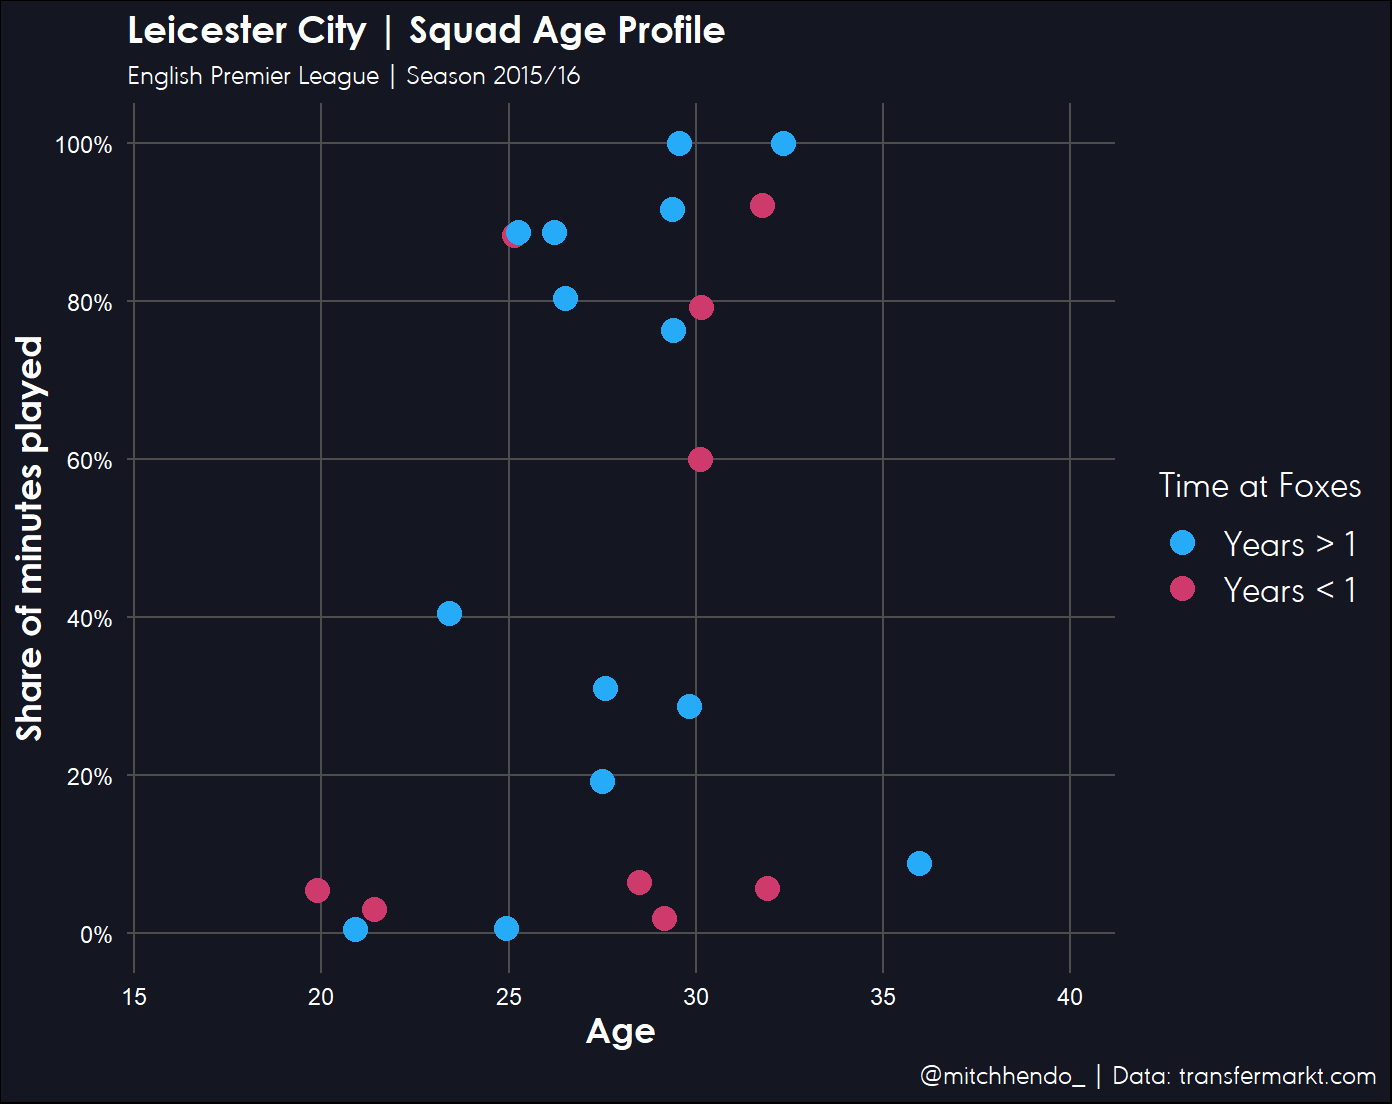 Leicester City | Squad Age Profile
English Premier League | Season 2015/16
Share of minutes played
100%
80%
60%
40%
20%
0%
15 20 25 30 35 40
Age
Time at Foxes
Years > 1
Years < 1
@mitchhendo_ | Data: transfermarkt.com